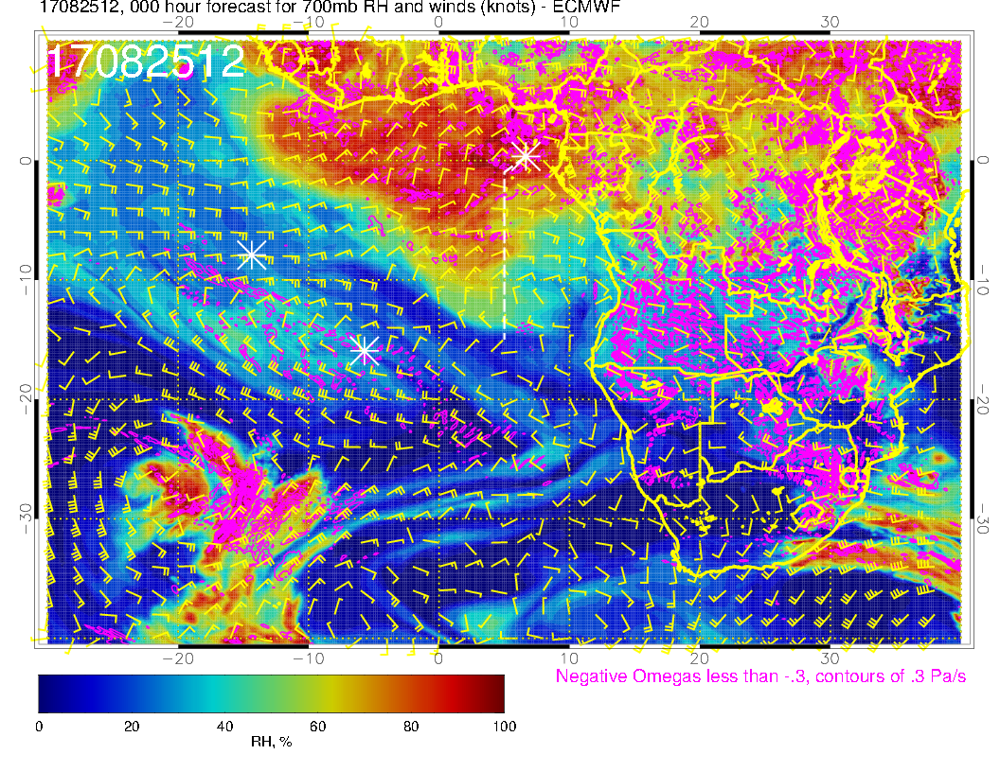 17082512, 000 hour forecast for 700mb RH and winds (knots) - ECMWF
−20 −10 0 10 20 30
17082512
0 0
−10 −10
−20 −20
−30 −30
−20 −10 0 10 20 30
Negative Omegas less than -.3, contours of .3 Pa/s
0 20 40 60 80 100
RH, %